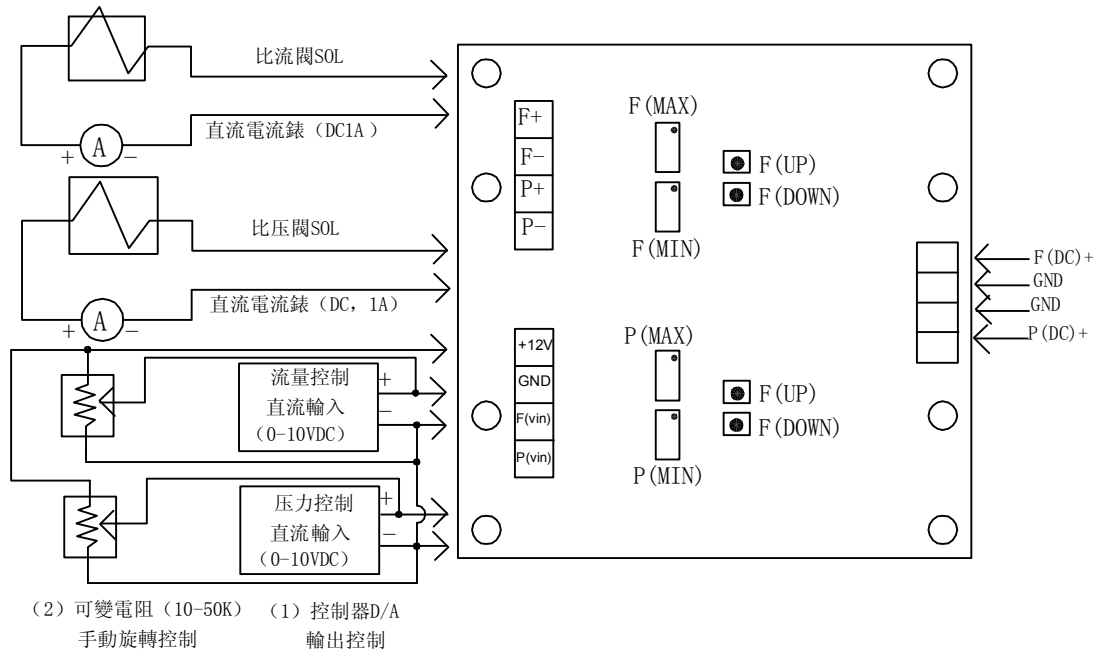 比流閥SOL
直流電流錶（DC1A）
A
+
−
比压閥SOL
直流電流錶（DC，1A）
A
+
−
流量控制
直流輸入
(0-10VDC)
+
−
压力控制
直流輸入
(0-10VDC)
+
−
（2）可變電阻（10-50K）
手動旋轉控制
（1）控制器D/A
輸出控制
F+
F−
P+
P−
+12V
GND
F(vin)
P(vin)
F(MAX)
F(MIN)
F(UP)
F(DOWN)
P(MAX)
P(MIN)
F(UP)
F(DOWN)
F(DC)+
GND
GND
P(DC)+